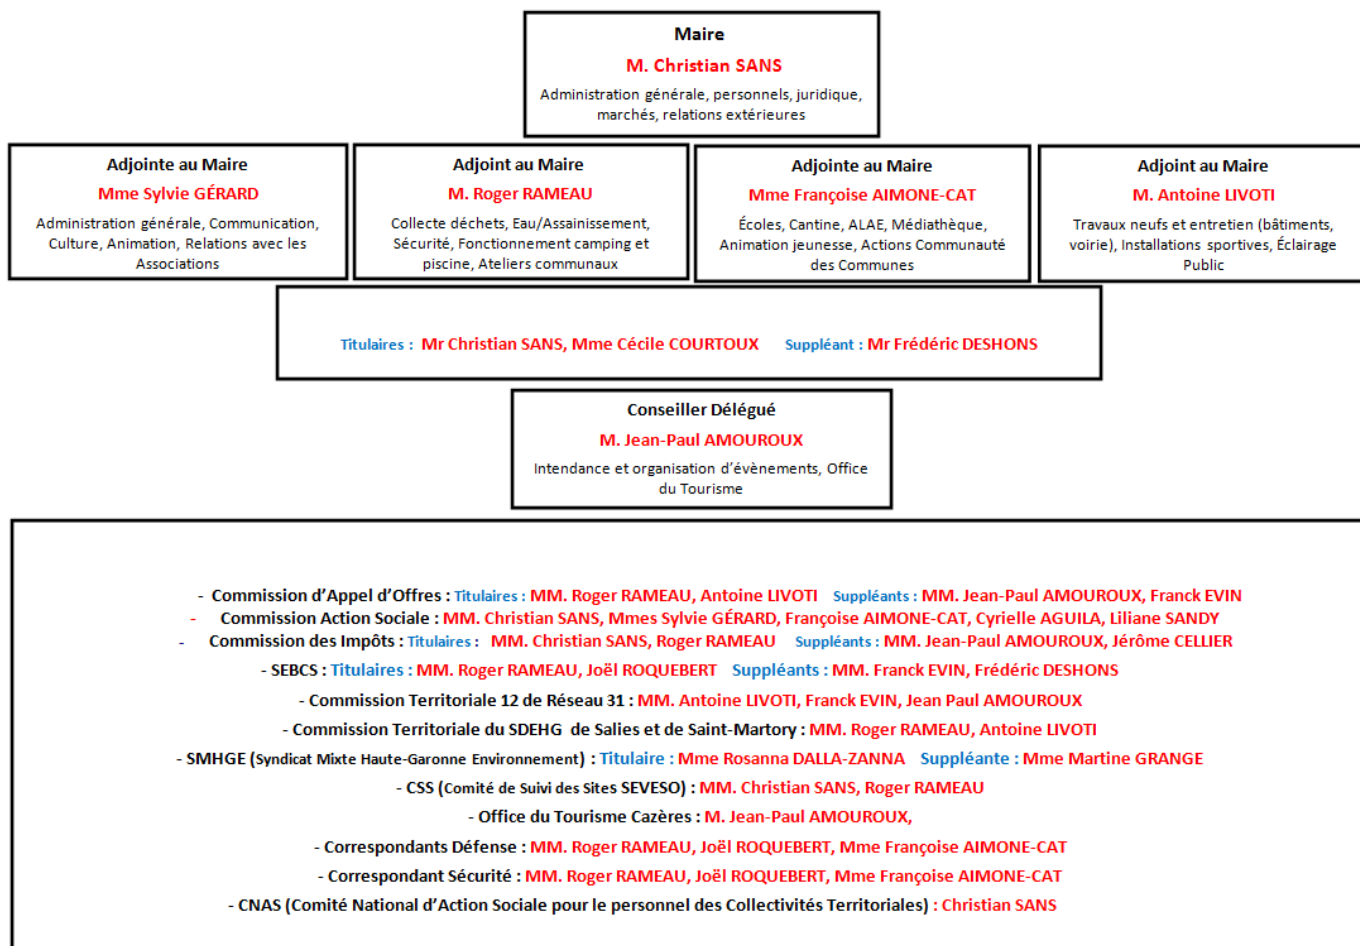 Maire
M. Christian SANS
Administration générale, personnels, juridique,
marchés, relations extérieures
Adjointe au Maire
Mme Sylvie GÉRARD
Administration générale, Communication,
Culture, Animation, Relations avec les
Associations
Adjoint au Maire
M. Roger RAMEAU
Collecte déchets, Eau/Assainissement,
Sécurité, Fonctionnement camping et
piscine, Ateliers communaux
Adjointe au Maire
Mme Françoise AIMONE-CAT
Écoles, Cantine, ALAE, Médiathèque,
Animation jeunesse, Actions Communauté
des Communes
Adjoint au Maire
M. Antoine LIVOTI
Travaux neufs et entretien (bâtiments,
voirie), Installations sportives, Éclairage
Public
Titulaires : Mr Christian SANS, Mme Cécile COURTOUX Suppléant : Mr Frédéric DESHONS
Conseiller Délégué
M. Jean-Paul AMOUROUX
Intendance et organisation d'évènements, Office
du Tourisme
- Commission d'Appel d'Offres : Titulaires : MM. Roger RAMEAU, Antoine LIVOTI Suppléants : MM. Jean-Paul AMOUROUX, Franck EVIN
- Commission Action Sociale : MM. Christian SANS, Mmes Sylvie GÉRARD, Françoise AIMONE-CAT, Cyrielle AGUILA, Liliane SANDY
- Commission des Impôts : Titulaires : MM. Christian SANS, Roger RAMEAU Suppléants : MM. Jean-Paul AMOUROUX, Jérôme CELLIER
- SEBCS : Titulaires : MM. Roger RAMEAU, Joël ROQUEBERT Suppléants : MM. Franck EVIN, Frédéric DESHONS
- Commission Territoriale 12 de Réseau 31 : MM. Antoine LIVOTI, Franck EVIN, Jean Paul AMOUROUX
- Commission Territoriale du SDEHG de Salies et de Saint-Martory : MM. Roger RAMEAU, Antoine LIVOTI
- SMHGE (Syndicat Mixte Haute-Garonne Environnement) : Titulaire : Mme Rosanna DALLA-ZANNA Suppléante : Mme Martine GRANGE
- CSS (Comité de Suivi des Sites SEVESO) : MM. Christian SANS, Roger RAMEAU
- Office du Tourisme Cazères : M. Jean-Paul AMOUROUX,
- Correspondants Défense : MM. Roger RAMEAU, Joël ROQUEBERT, Mme Françoise AIMONE-CAT
- Correspondant Sécurité : MM. Roger RAMEAU, Joël ROQUEBERT, Mme Françoise AIMONE-CAT
- CNAS (Comité National d'Action Sociale pour le personnel des Collectivités Territoriales) : Christian SANS